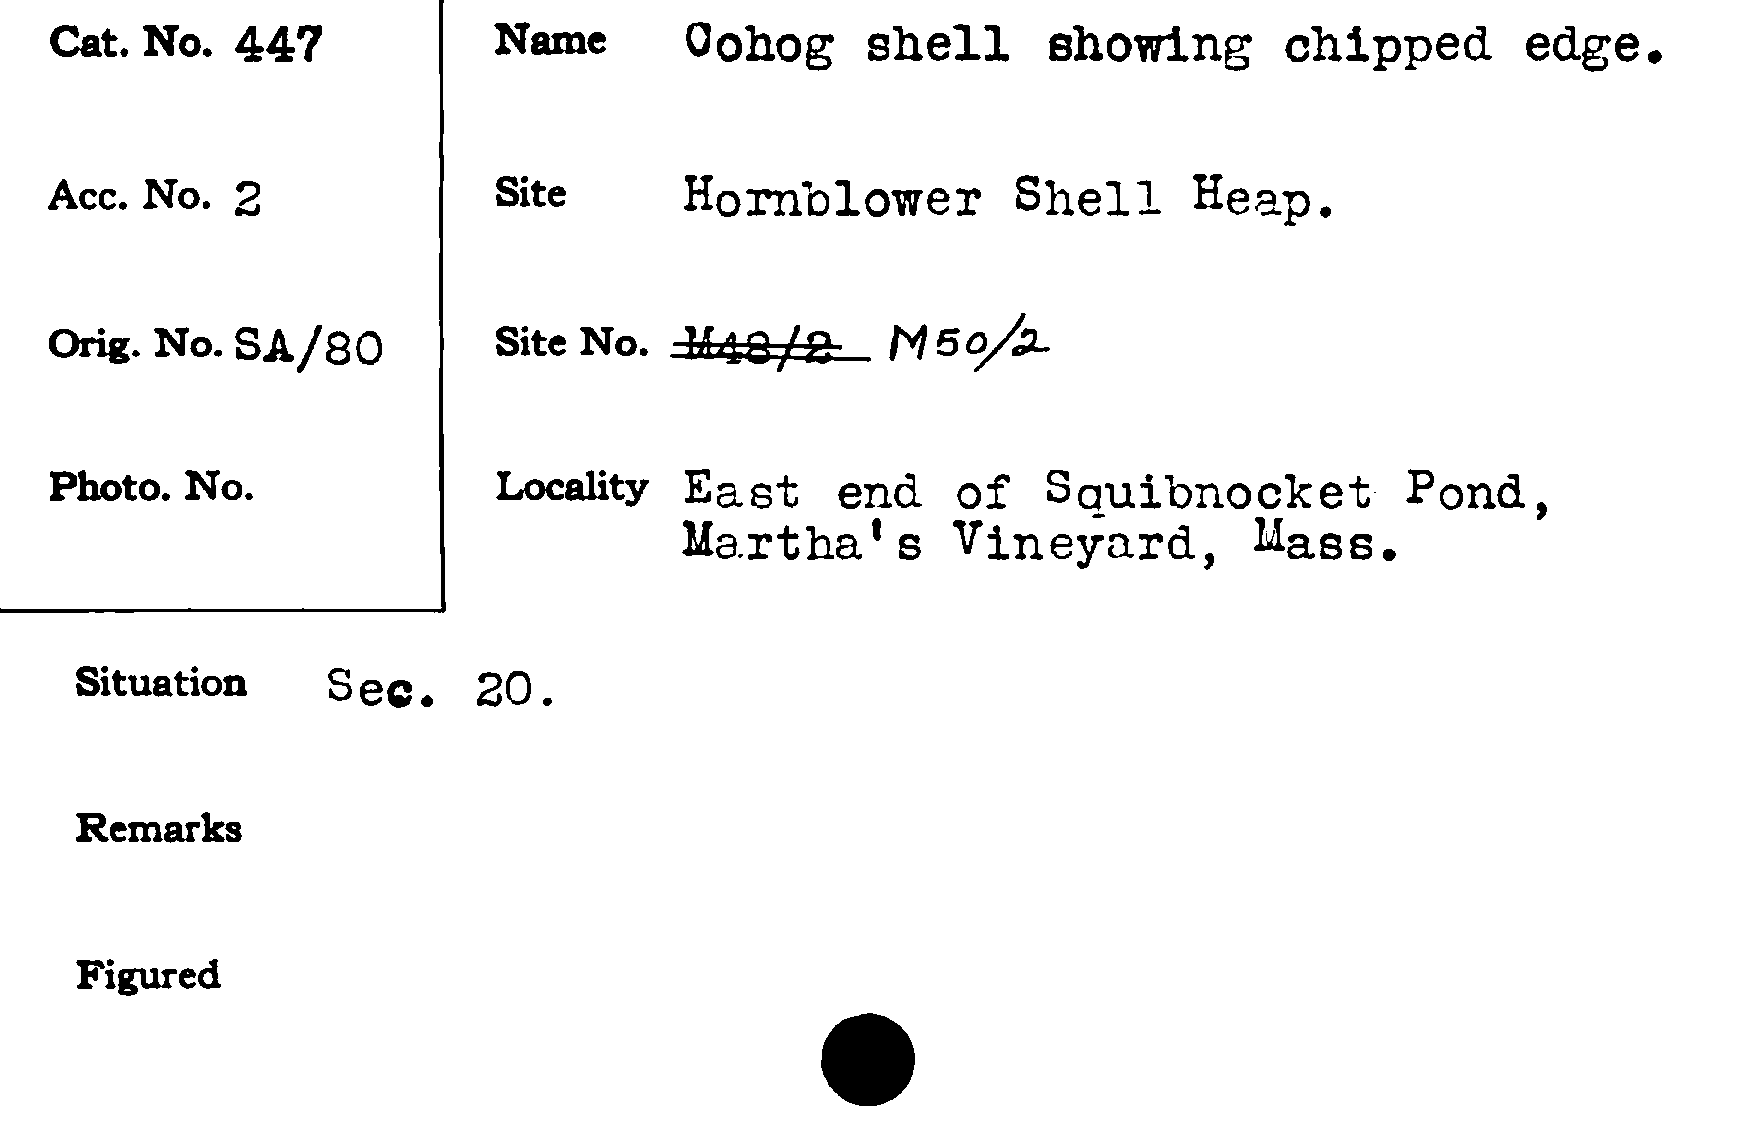 Cat. No. 447
Name Oohog shell showing chipped edge.
Acc. No. 2
Site Hornblower Shell Heap.
Orig. No. SA/80
Site No. M48/2 M50/2
Photo. No.
Locality East end of Squibnocket Pond,
Martha's Vineyard, Mass.
Situation Sec. 20.
Remarks
Figured